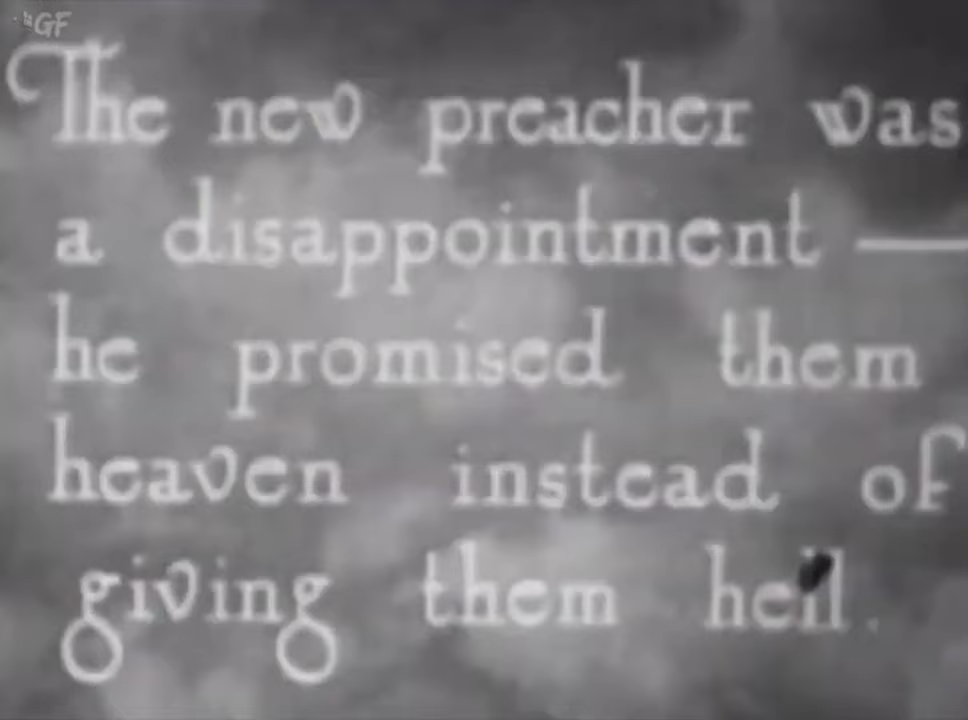 GF
The new preacher was
a disappointment —
he promised them
heaven instead of
giving them hell.